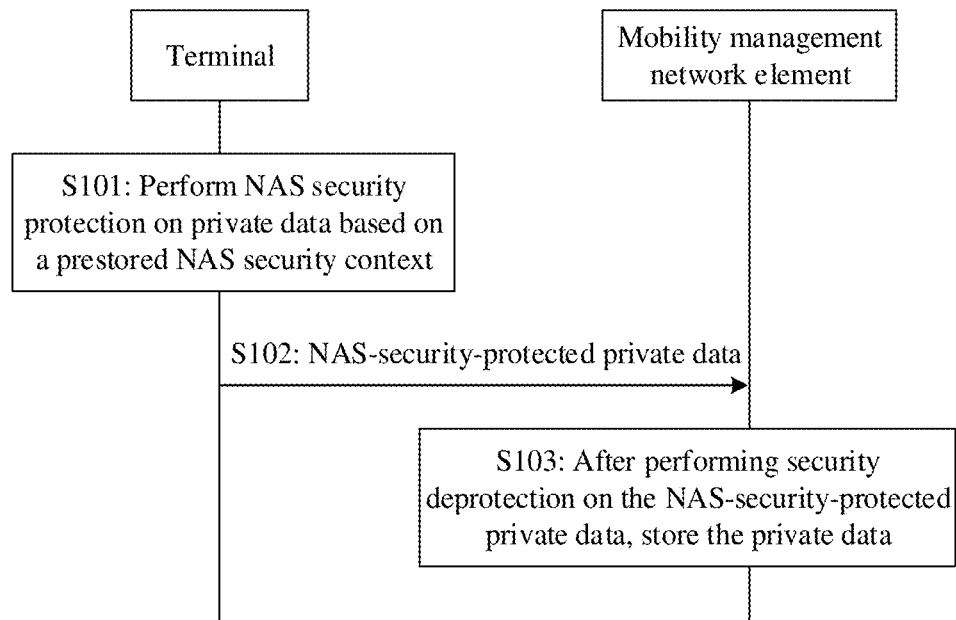 Terminal
Mobility management
network element
S101: Perform NAS security
protection on private data based on
a prestored NAS security context
S102: NAS-security-protected private data
S103: After performing security
deprotection on the NAS-security-protected
private data, store the private data